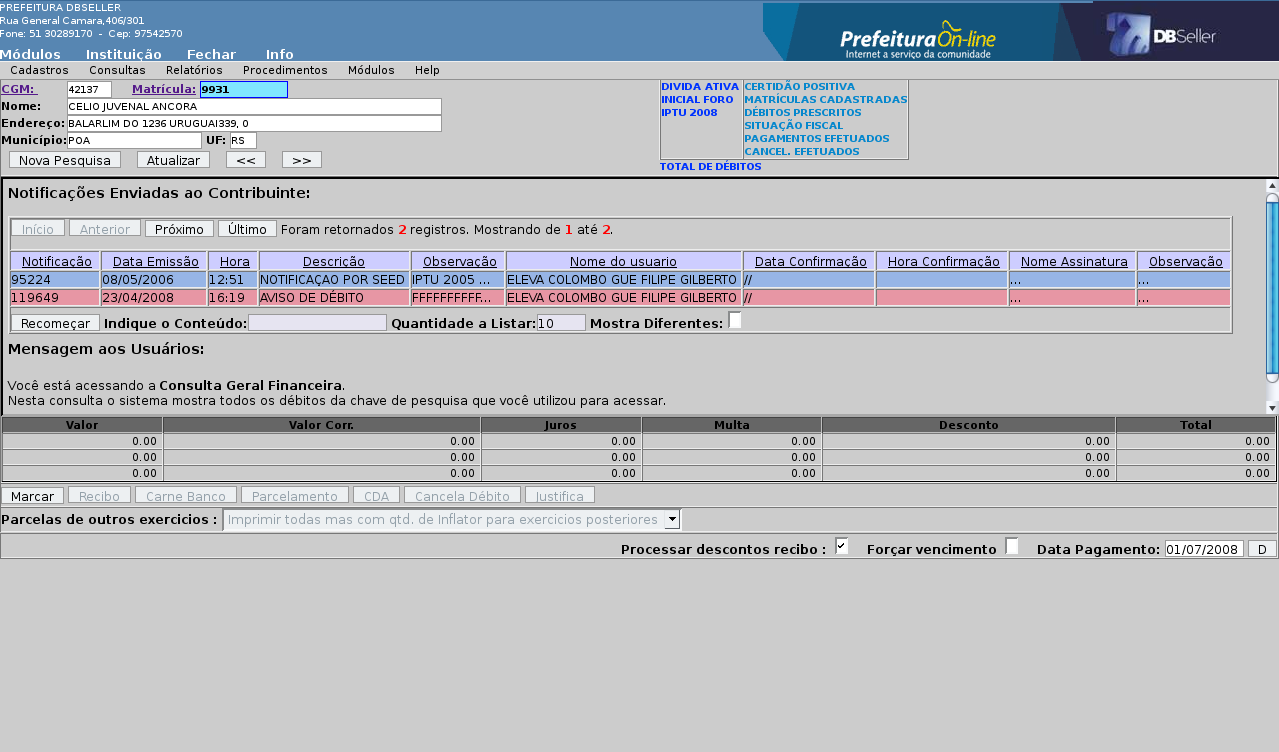 PREFEITURA DBSELLER
Rua General Camara,406/301
Fone: 51 30289170 - Cep: 97542570
Prefeitura On-line
Internet a serviço da comunidade
DBSeller
Módulos Instituição Fechar Info
Cadastros Consultas Relatórios Procedimentos Módulos Help
CGM: 42137 Matrícula: 9931
Nome: CELIO JUVENAL ANCORA
Endereço: BALARLIM DO 1236 URUGUAI339, 0
Município: POA UF: RS
Nova Pesquisa Atualizar << >>
DIVIDA ATIVA CERTIDÃO POSITIVA
INICIAL FORO MATRÍCULAS CADASTRADAS
IPTU 2008 DÉBITOS PRESCRITOS
SITUAÇÃO FISCAL
PAGAMENTOS EFETUADOS
CANCEL. EFETUADOS
TOTAL DE DÉBITOS
Notificações Enviadas ao Contribuinte:
Início Anterior Próximo Último Foram retornados 2 registros. Mostrando de 1 até 2.
Notificação Data Emissão Hora Descrição Observação Nome do usuario Data Confirmação Hora Confirmação Nome Assinatura Observação
95224 08/05/2006 12:51 NOTIFICAÇAO POR SEED IPTU 2005 ... ELEVA COLOMBO GUE FILIPE GILBERTO // ... ...
119649 23/04/2008 16:19 AVISO DE DÉBITO FFFFFFFFFF... ELEVA COLOMBO GUE FILIPE GILBERTO // ... ...
Recomeçar Indique o Conteúdo: Quantidade a Listar: 10 Mostra Diferentes:
Mensagem aos Usuários:
Você está acessando a Consulta Geral Financeira.
Nesta consulta o sistema mostra todos os débitos da chave de pesquisa que você utilizou para acessar.
Valor Valor Corr. Juros Multa Desconto Total
0.00 0.00 0.00 0.00 0.00 0.00
0.00 0.00 0.00 0.00 0.00 0.00
0.00 0.00 0.00 0.00 0.00 0.00
Marcar Recibo Carne Banco Parcelamento CDA Cancela Débito Justifica
Parcelas de outros exercicios : Imprimir todas mas com qtd. de Inflator para exercicios posteriores
Processar descontos recibo : Forçar vencimento Data Pagamento: 01/07/2008 D